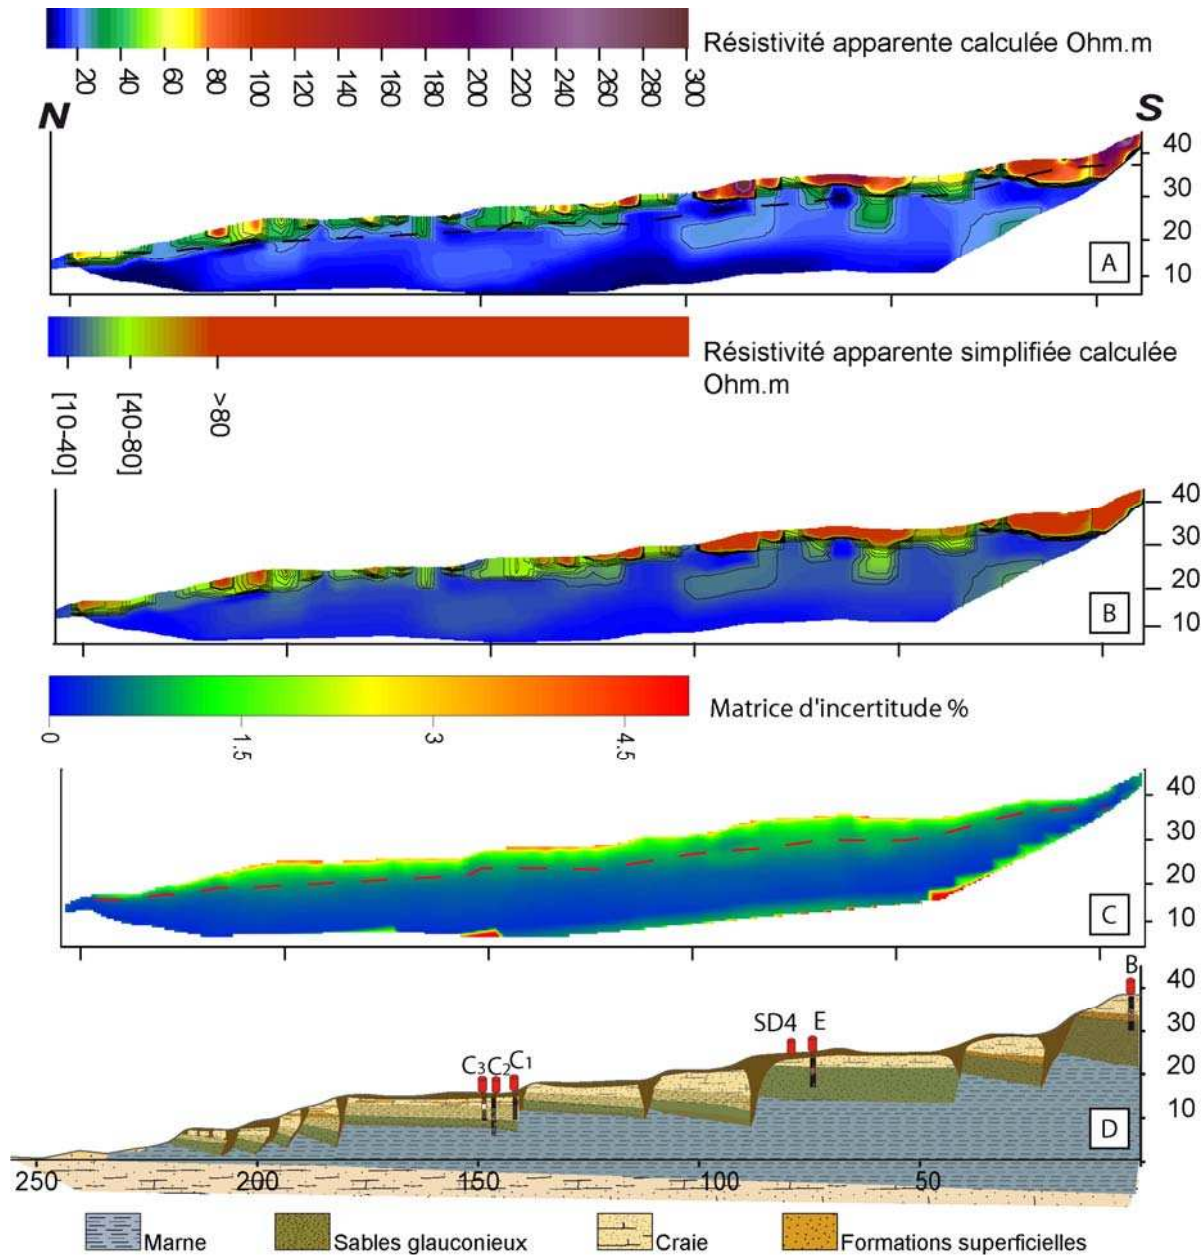 Résistivité apparente calculée Ohm.m
20 40 60 80 100 120 140 160 180 200 220 240 260 280 300
N S
40
30
20
10
A
Résistivité apparente simplifiée calculée
Ohm.m
[10-40] [40-80] >80
40
30
20
10
B
Matrice d'incertitude %
0 1.5 3 4.5
40
30
20
10
C
B
SD4 E
C3 C2 C1
40
30
20
10
D
250 200 150 100 50
Marne Sables glauconieux Craie Formations superficielles